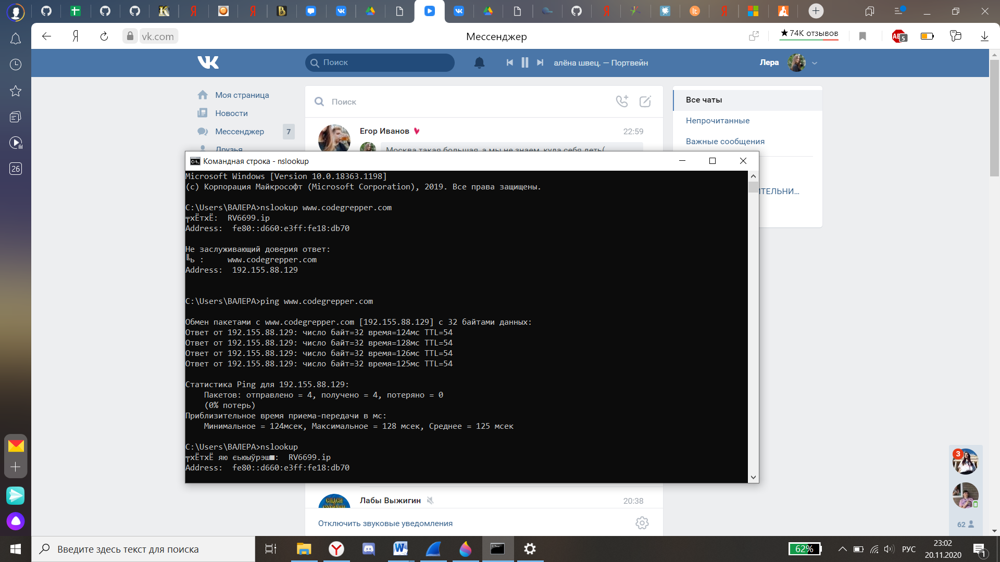 vk.com
Мессенджер
★74К отзывов
5
Поиск
алёна швец. — Портвейн
Лера
Моя страница
Новости
Мессенджер
7
Друзья
26
Поиск
Егор Иванов
22:59
Москва такая большая, а мы не знаем, куда себя деть(
Все чаты
Непрочитанные
Важные сообщения
ИТЕЛЬНИ...
Командная строка - nslookup
Microsoft Windows [Version 10.0.18363.1198]
(c) Корпорация Майкрософт (Microsoft Corporation), 2019. Все права защищены.
C:\Users\ВАЛЕРА>nslookup www.codegrepper.com
╤хЁтхЁ:  RV6699.ip
Address:  fe80::d660:e3ff:fe18:db70
Не заслуживающий доверия ответ:
╚ь :     www.codegrepper.com
Address:  192.155.88.129
C:\Users\ВАЛЕРА>ping www.codegrepper.com
Обмен пакетами с www.codegrepper.com [192.155.88.129] с 32 байтами данных:
Ответ от 192.155.88.129: число байт=32 время=124мс TTL=54
Ответ от 192.155.88.129: число байт=32 время=128мс TTL=54
Ответ от 192.155.88.129: число байт=32 время=126мс TTL=54
Ответ от 192.155.88.129: число байт=32 время=125мс TTL=54
Статистика Ping для 192.155.88.129:
    Пакетов: отправлено = 4, получено = 4, потеряно = 0
    (0% потерь)
Приблизительное время приема-передачи в мс:
    Минимальное = 124мсек, Максимальное = 128 мсек, Среднее = 125 мсек
C:\Users\ВАЛЕРА>nslookup
╤хЁтхЁ яю єьюыўрэш■:  RV6699.ip
Address:  fe80::d660:e3ff:fe18:db70
Лабы Выжигин
20:38
Отключить звуковые уведомления
3
62
Введите здесь текст для поиска
62%
РУС
23:02
20.11.2020
1